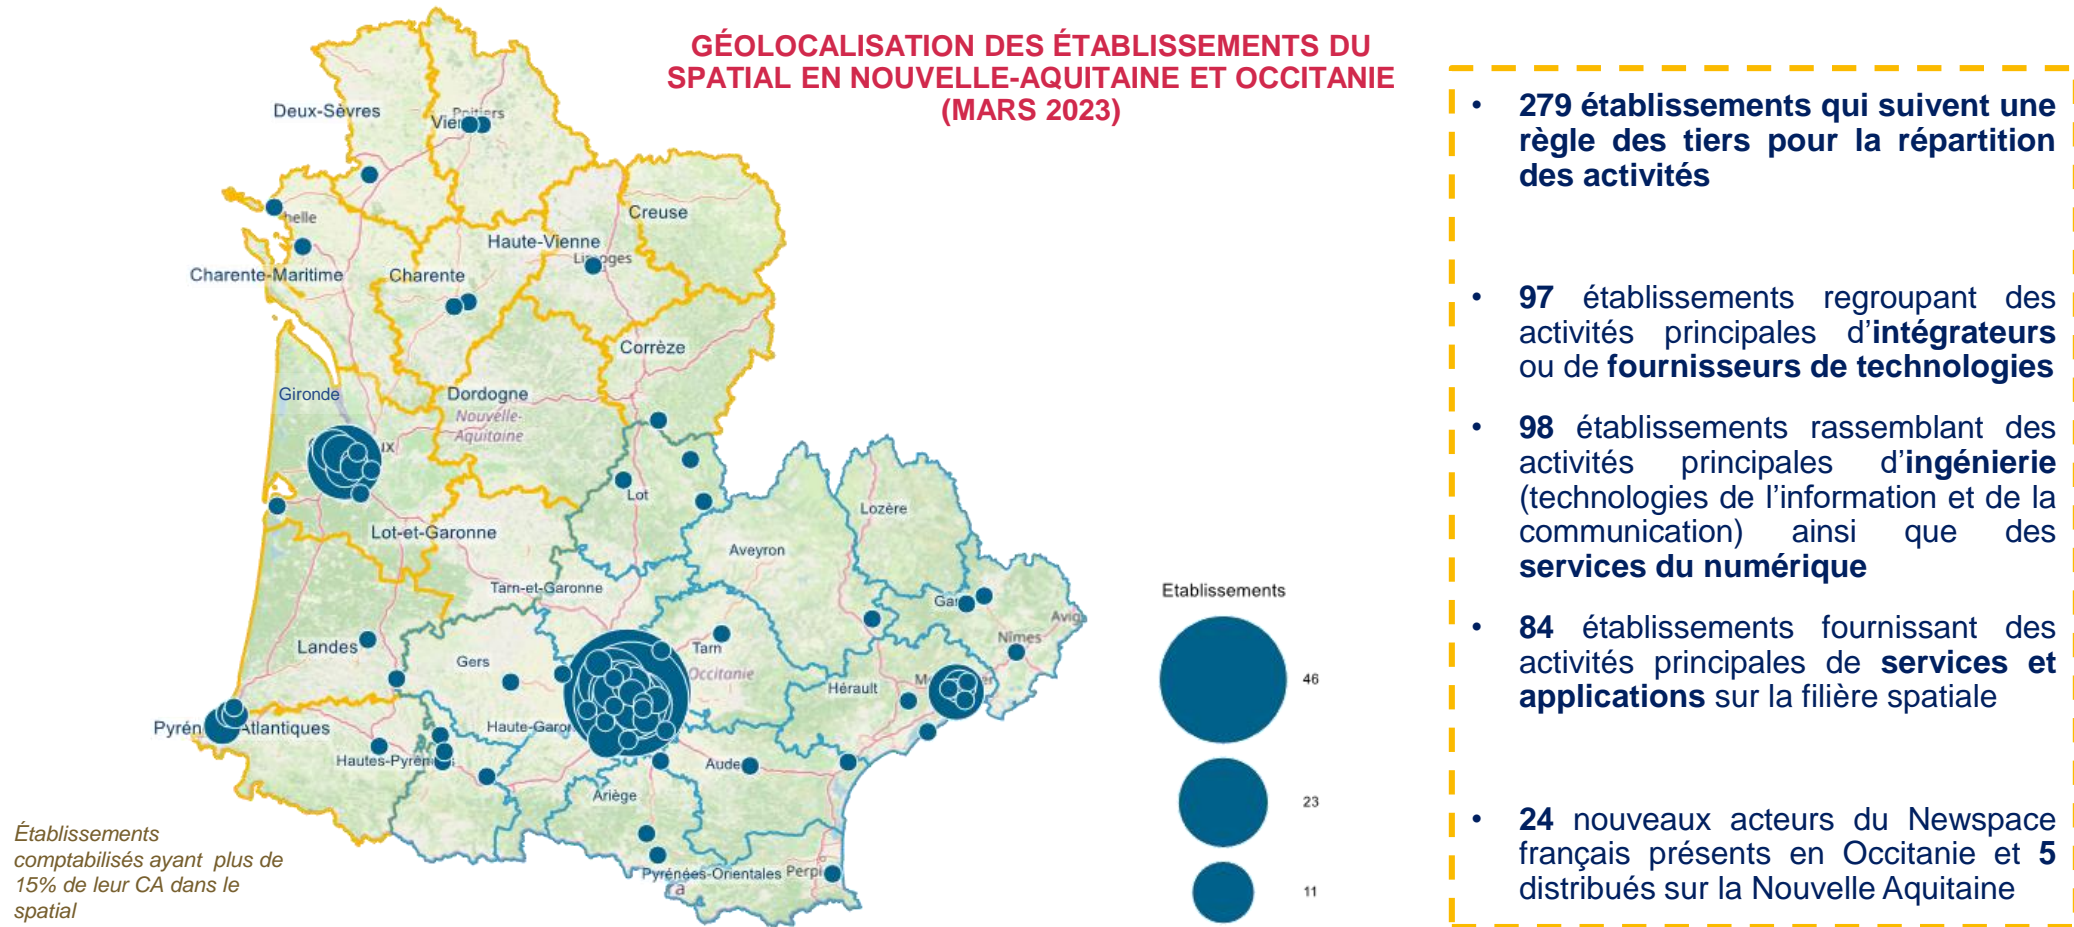 GÉOLOCALISATION DES ÉTABLISSEMENTS DU
SPATIAL EN NOUVELLE-AQUITAINE ET OCCITANIE
(MARS 2023)
Deux-Sèvres
Creuse
Haute-Vienne
Charente-Maritime
Charente
Corrèze
Gironde
Dordogne
Nouvelle-
Aquitaine
Lot
Lozère
Lot-et-Garonne
Aveyron
Tarn-et-Garonne
Nîmes
Landes
Gers
Tarn
Occitanie
Hérault
Aude
Ariège
Pyrénées-Orientales
Etablissements
46
23
11
Établissements
comptabilisés ayant plus de
15% de leur CA dans le
spatial
• 279 établissements qui suivent une
règle des tiers pour la répartition
des activités
• 97 établissements regroupant des
activités principales d’intégrateurs
ou de fournisseurs de technologies
• 98 établissements rassemblant des
activités principales d’ingénierie
(technologies de l’information et de la
communication) ainsi que des
services du numérique
• 84 établissements fournissant des
activités principales de services et
applications sur la filière spatiale
• 24 nouveaux acteurs du Newspace
français présents en Occitanie et 5
distribués sur la Nouvelle Aquitaine